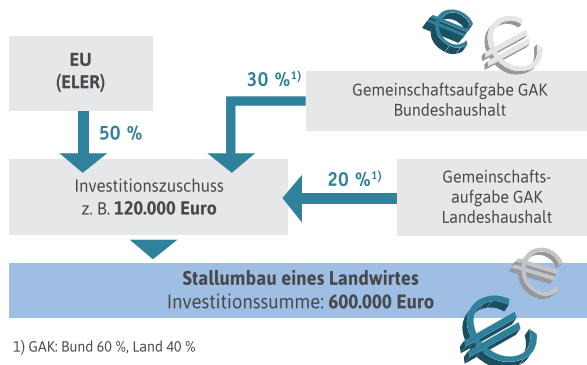 EU
(ELER)
50 %
30 %1)
Gemeinschaftsaufgabe GAK
Bundeshaushalt
Investitionszuschuss
z. B. 120.000 Euro
20 %1)
Gemeinschafts-
aufgabe GAK
Landeshaushalt
Stallumbau eines Landwirtes
Investitionssumme: 600.000 Euro
1) GAK: Bund 60 %, Land 40 %